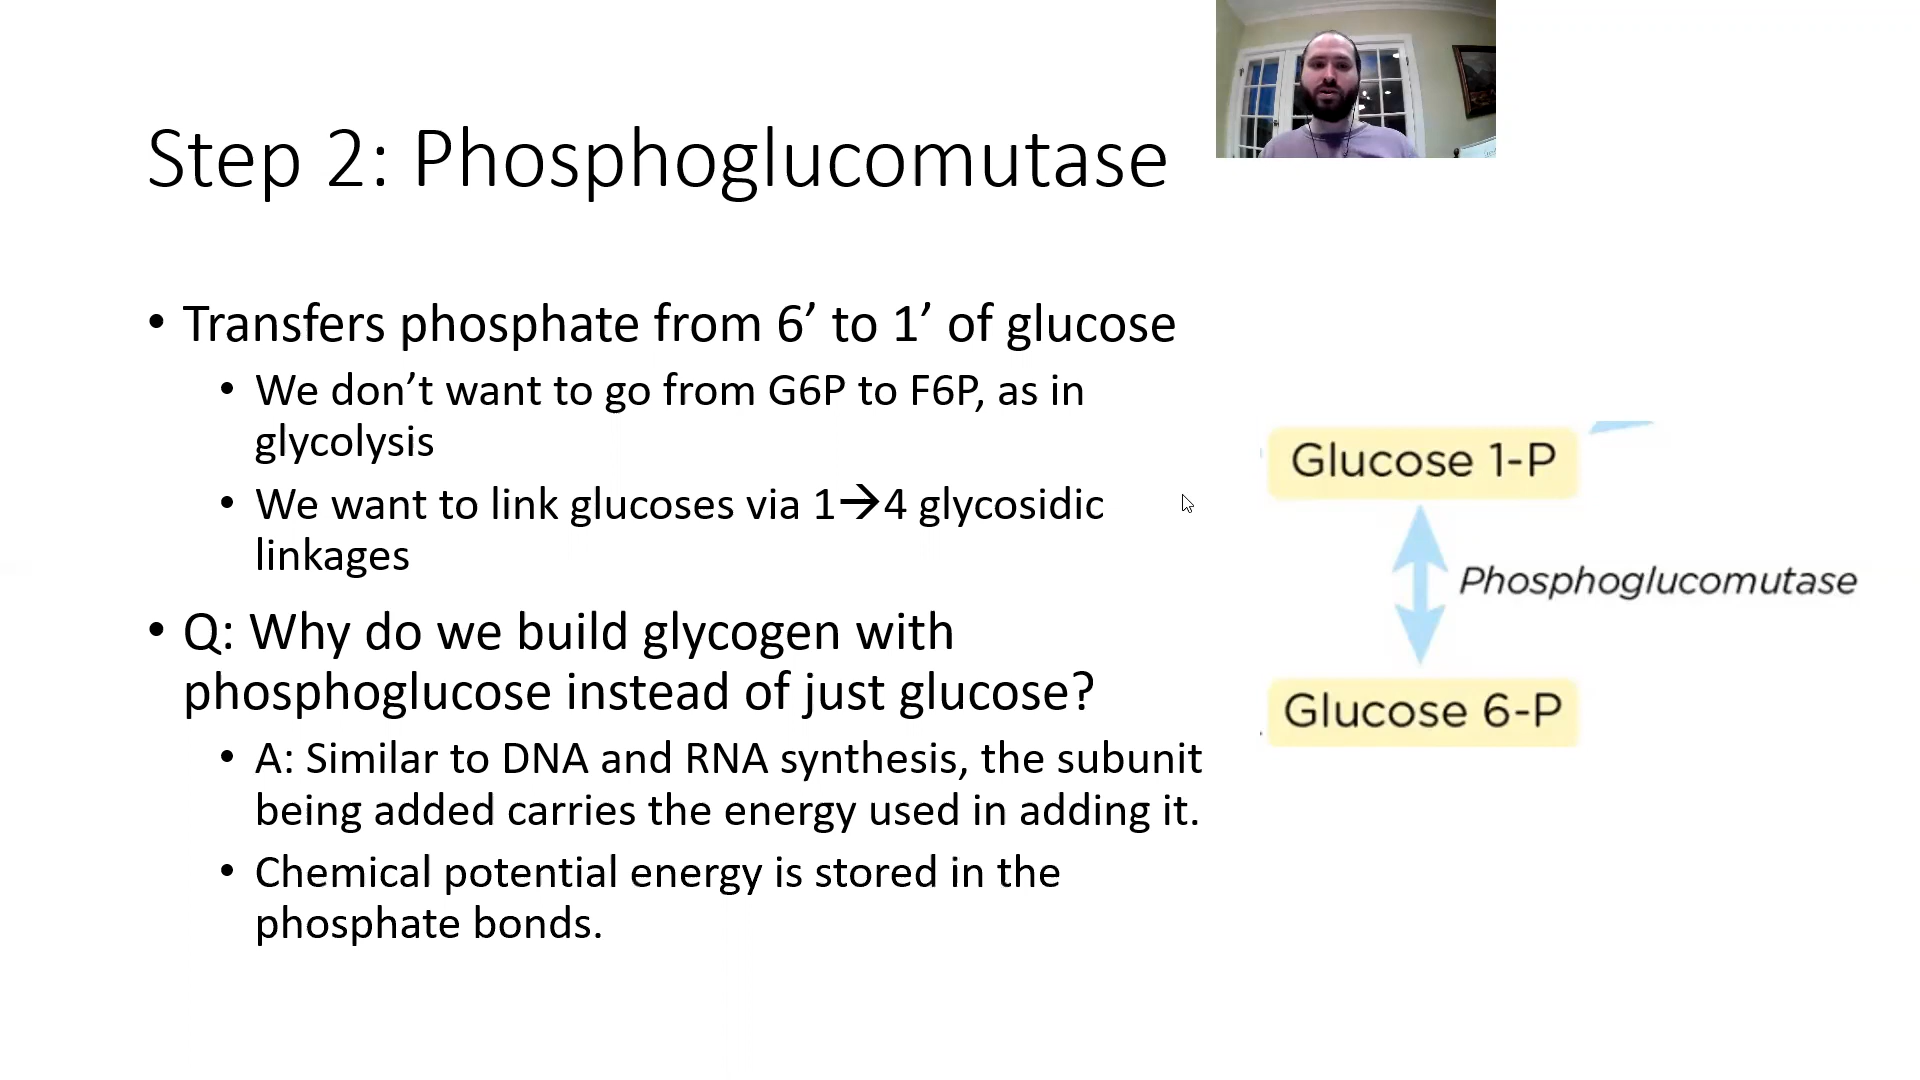 Step 2: Phosphoglucomutase
• Transfers phosphate from 6’ to 1’ of glucose
• We don’t want to go from G6P to F6P, as in
glycolysis
• We want to link glucoses via 1→4 glycosidic
linkages
• Q: Why do we build glycogen with
phosphoglucose instead of just glucose?
• A: Similar to DNA and RNA synthesis, the subunit
being added carries the energy used in adding it.
• Chemical potential energy is stored in the
phosphate bonds.
Glucose 1-P
Phosphoglucomutase
Glucose 6-P